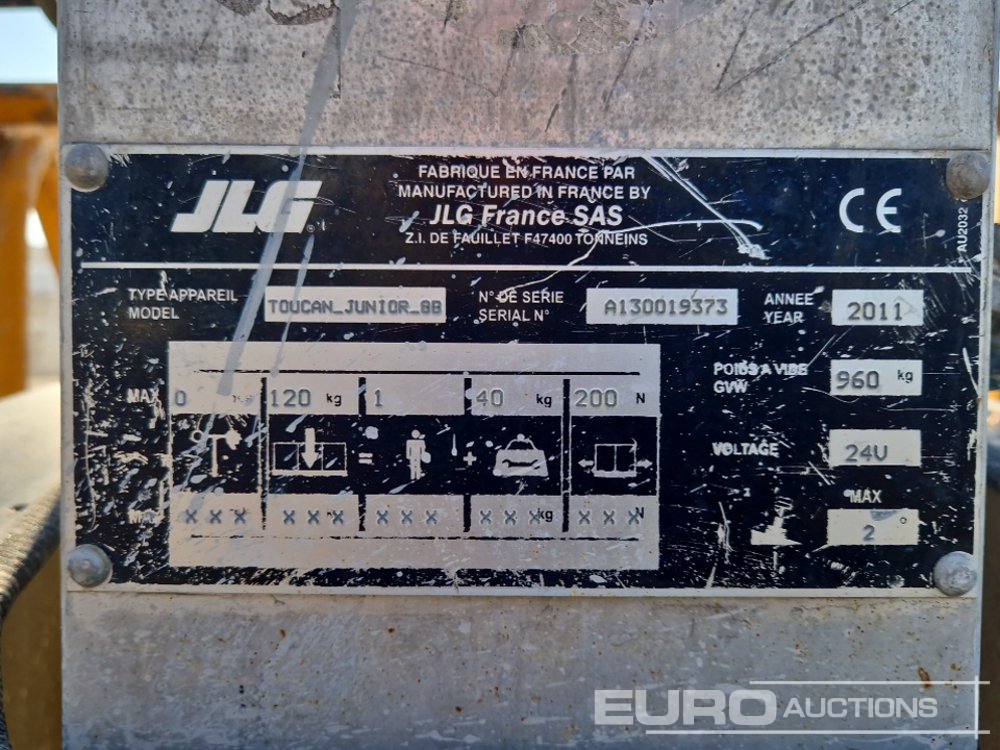 JLG
FABRIQUE EN FRANCE PAR
MANUFACTURED IN FRANCE BY
JLG France SAS
Z.I. DE FAUILLET F47400 TONNEINS
CE
AU2032
TYPE APPAREIL
MODEL
TOUCAN_JUNIOR_8B
N° DE SERIE
SERIAL N°
A130019373
ANNEE
YEAR
2011
MAX 0 120 kg 1 40 kg 200 N
POIDS A VIDE
GVW
960 kg
= +
VOLTAGE
24V
XXX XXX XXX XXX kg XXX N
MAX
2 °
EURO AUCTIONS